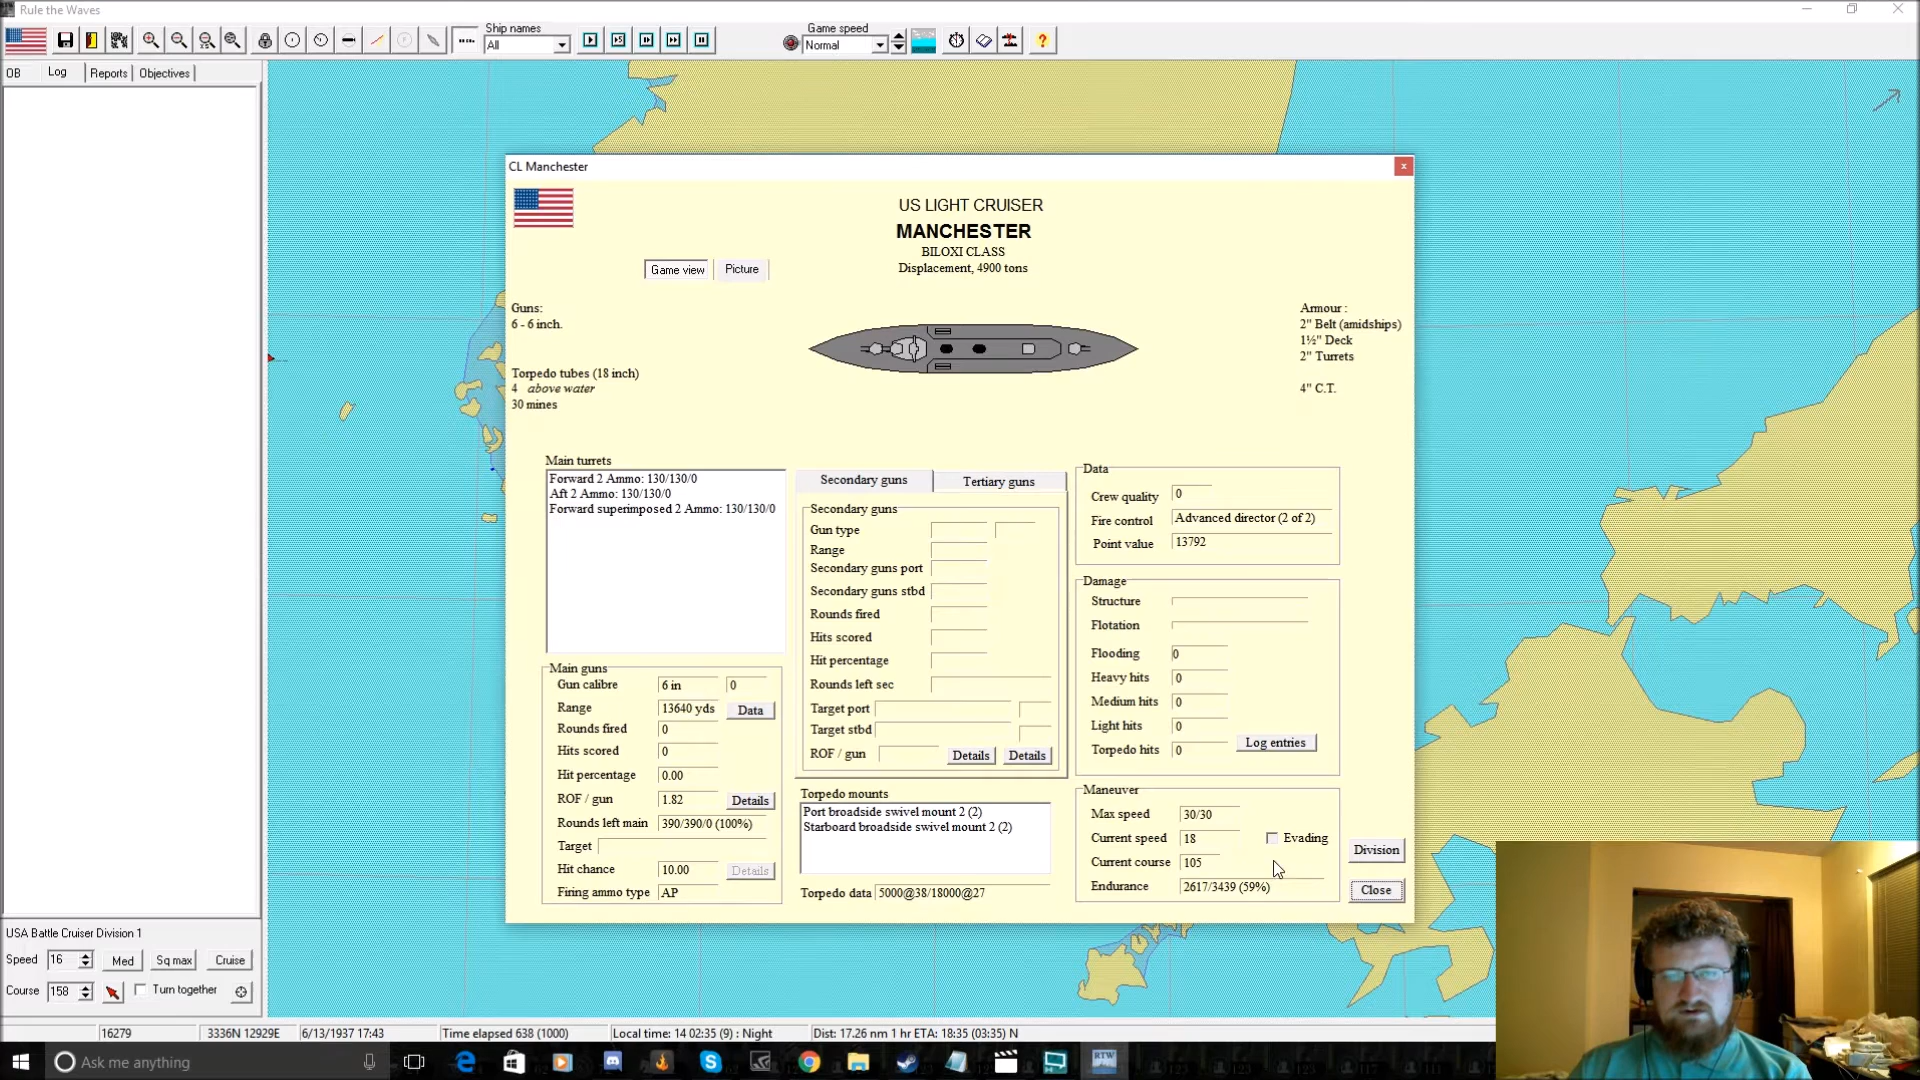 Rule the Waves
Ship names
All
Game speed
Normal
?
OB
Log
Reports
Objectives
CL Manchester
x
US LIGHT CRUISER
MANCHESTER
BILOXI CLASS
Displacement, 4900 tons
Game view
Picture
Guns:
6 - 6 inch.
Torpedo tubes (18 inch)
4 above water
30 mines
Armour :
2" Belt (amidships)
1½" Deck
2" Turrets
4" C.T.
Main turrets
Forward 2 Ammo: 130/130/0
Aft 2 Ammo: 130/130/0
Forward superimposed 2 Ammo: 130/130/0
Main guns
Gun calibre 6 in 0
Range 13640 yds Data
Rounds fired 0
Hits scored 0
Hit percentage 0.00
ROF / gun 1.82 Details
Rounds left main 390/390/0 (100%)
Target
Hit chance 10.00 Details
Firing ammo type AP
Secondary guns
Tertiary guns
Secondary guns
Gun type
Range
Secondary guns port
Secondary guns stbd
Rounds fired
Hits scored
Hit percentage
Rounds left sec
Target port
Target stbd
ROF / gun Details Details
Torpedo mounts
Port broadside swivel mount 2 (2)
Starboard broadside swivel mount 2 (2)
Torpedo data 5000@38/18000@27
Data
Crew quality 0
Fire control Advanced director (2 of 2)
Point value 13792
Damage
Structure
Flotation
Flooding 0
Heavy hits 0
Medium hits 0
Light hits 0
Torpedo hits 0 Log entries
Maneuver
Max speed 30/30
Current speed 18 Evading
Current course 105
Endurance 2617/3439 (59%)
Division
Close
USA Battle Cruiser Division 1
Speed 16 Med Sq max Cruise
Course 158 Turn together
16279 3336N 12929E 6/13/1937 17:43 Time elapsed 638 (1000) Local time: 14 02:35 (9) : Night Dist: 17.26 nm 1 hr ETA: 18:35 (03:35) N
Ask me anything
RTW